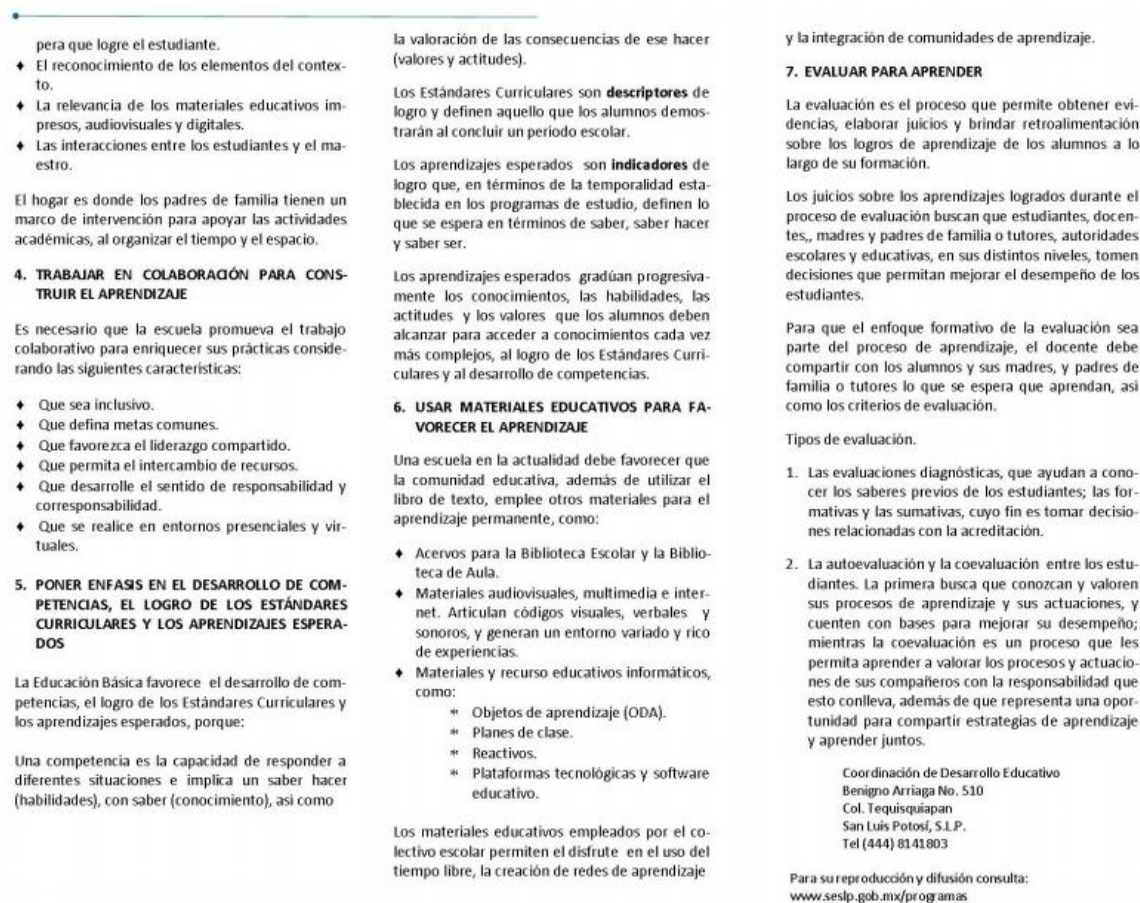 pera que logre el estudiante.
♦ El reconocimiento de los elementos del contex-
to.
♦ La relevancia de los materiales educativos im-
presos, audiovisuales y digitales.
♦ Las interacciones entre los estudiantes y el ma-
estro.
El hogar es donde los padres de familia tienen un
marco de intervención para apoyar las actividades
académicas, al organizar el tiempo y el espacio.
4. TRABAJAR EN COLABORACIÓN PARA CONS-
TRUIR EL APRENDIZAJE
Es necesario que la escuela promueva el trabajo
colaborativo para enriquecer sus prácticas conside-
rando las siguientes características:
♦ Que sea inclusivo.
♦ Que defina metas comunes.
♦ Que favorezca el liderazgo compartido.
♦ Que permita el intercambio de recursos.
♦ Que desarrolle el sentido de responsabilidad y
corresponsabilidad.
♦ Que se realice en entornos presenciales y vir-
tuales.
5. PONER ENFASIS EN EL DESARROLLO DE COM-
PETENCIAS, EL LOGRO DE LOS ESTÁNDARES
CURRICULARES Y LOS APRENDIZAJES ESPERA-
DOS
La Educación Básica favorece el desarrollo de com-
petencias, el logro de los Estándares Curriculares y
los aprendizajes esperados, porque:
Una competencia es la capacidad de responder a
diferentes situaciones e implica un saber hacer
(habilidades), con saber (conocimiento), asi como
la valoración de las consecuencias de ese hacer
(valores y actitudes).
Los Estándares Curriculares son descriptores de
logro y definen aquello que los alumnos demos-
trarán al concluir un periodo escolar.
Los aprendizajes esperados son indicadores de
logro que, en términos de la temporalidad esta-
blecida en los programas de estudio, definen lo
que se espera en términos de saber, saber hacer
y saber ser.
Los aprendizajes esperados gradúan progresiva-
mente los conocimientos, las habilidades, las
actitudes y los valores que los alumnos deben
alcanzar para acceder a conocimientos cada vez
más complejos, al logro de los Estándares Curri-
culares y al desarrollo de competencias.
6. USAR MATERIALES EDUCATIVOS PARA FA-
VORECER EL APRENDIZAJE
Una escuela en la actualidad debe favorecer que
la comunidad educativa, además de utilizar el
libro de texto, emplee otros materiales para el
aprendizaje permanente, como:
♦ Acervos para la Biblioteca Escolar y la Biblio-
teca de Aula.
♦ Materiales audiovisuales, multimedia e inter-
net. Articulan códigos visuales, verbales y
sonoros, y generan un entorno variado y rico
de experiencias.
♦ Materiales y recurso educativos informáticos,
como:
* Objetos de aprendizaje (ODA).
* Planes de clase.
* Reactivos.
* Plataformas tecnológicas y software
educativo.
Los materiales educativos empleados por el co-
lectivo escolar permiten el disfrute en el uso del
tiempo libre, la creación de redes de aprendizaje
y la integración de comunidades de aprendizaje.
7. EVALUAR PARA APRENDER
La evaluación es el proceso que permite obtener evi-
dencias, elaborar juicios y brindar retroalimentación
sobre los logros de aprendizaje de los alumnos a lo
largo de su formación.
Los juicios sobre los aprendizajes logrados durante el
proceso de evaluación buscan que estudiantes, docen-
tes,, madres y padres de familia o tutores, autoridades
escolares y educativas, en sus distintos niveles, tomen
decisiones que permitan mejorar el desempeño de los
estudiantes.
Para que el enfoque formativo de la evaluación sea
parte del proceso de aprendizaje, el docente debe
compartir con los alumnos y sus madres, y padres de
familia o tutores lo que se espera que aprendan, asi
como los criterios de evaluación.
Tipos de evaluación.
1. Las evaluaciones diagnósticas, que ayudan a cono-
cer los saberes previos de los estudiantes; las for-
mativas y las sumativas, cuyo fin es tomar decisio-
nes relacionadas con la acreditación.
2. La autoevaluación y la coevaluación entre los estu-
diantes. La primera busca que conozcan y valoren
sus procesos de aprendizaje y sus actuaciones, y
cuenten con bases para mejorar su desempeño;
mientras la coevaluación es un proceso que les
permita aprender a valorar los procesos y actuacio-
nes de sus compañeros con la responsabilidad que
esto conlleva, además de que representa una opor-
tunidad para compartir estrategias de aprendizaje
y aprender juntos.
Coordinación de Desarrollo Educativo
Benigno Arriaga No. 510
Col. Tequisquiapan
San Luis Potosí, S.L.P.
Tel (444) 8141803
Para su reproducción y difusión consulta:
www.seslp.gob.mx/programas